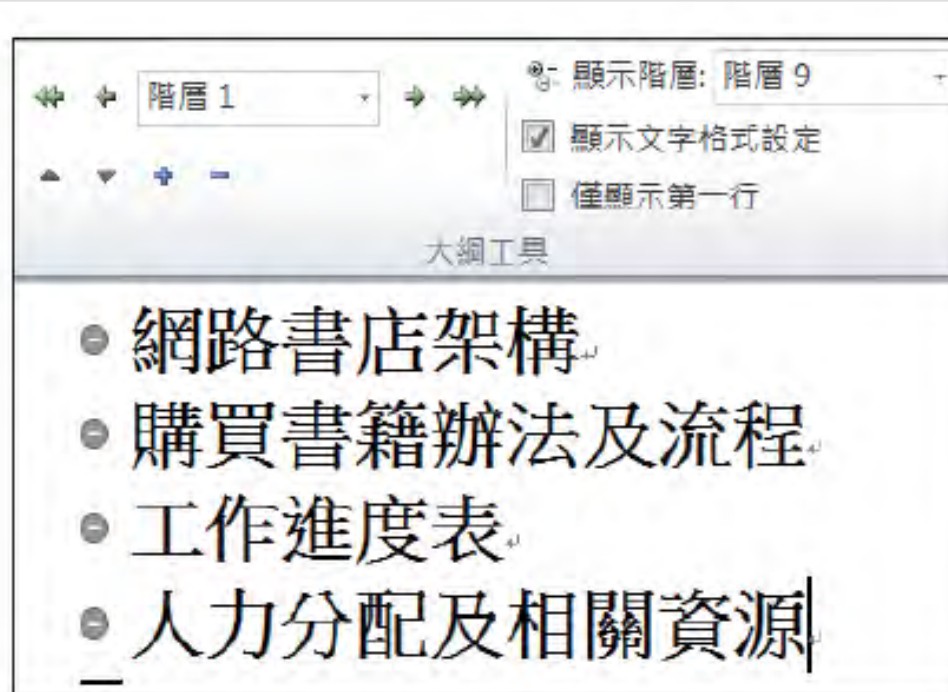 階層 1
顯示階層: 階層 9
顯示文字格式設定
僅顯示第一行
大綱工具
網路書店架構
購買書籍辦法及流程
工作進度表
人力分配及相關資源